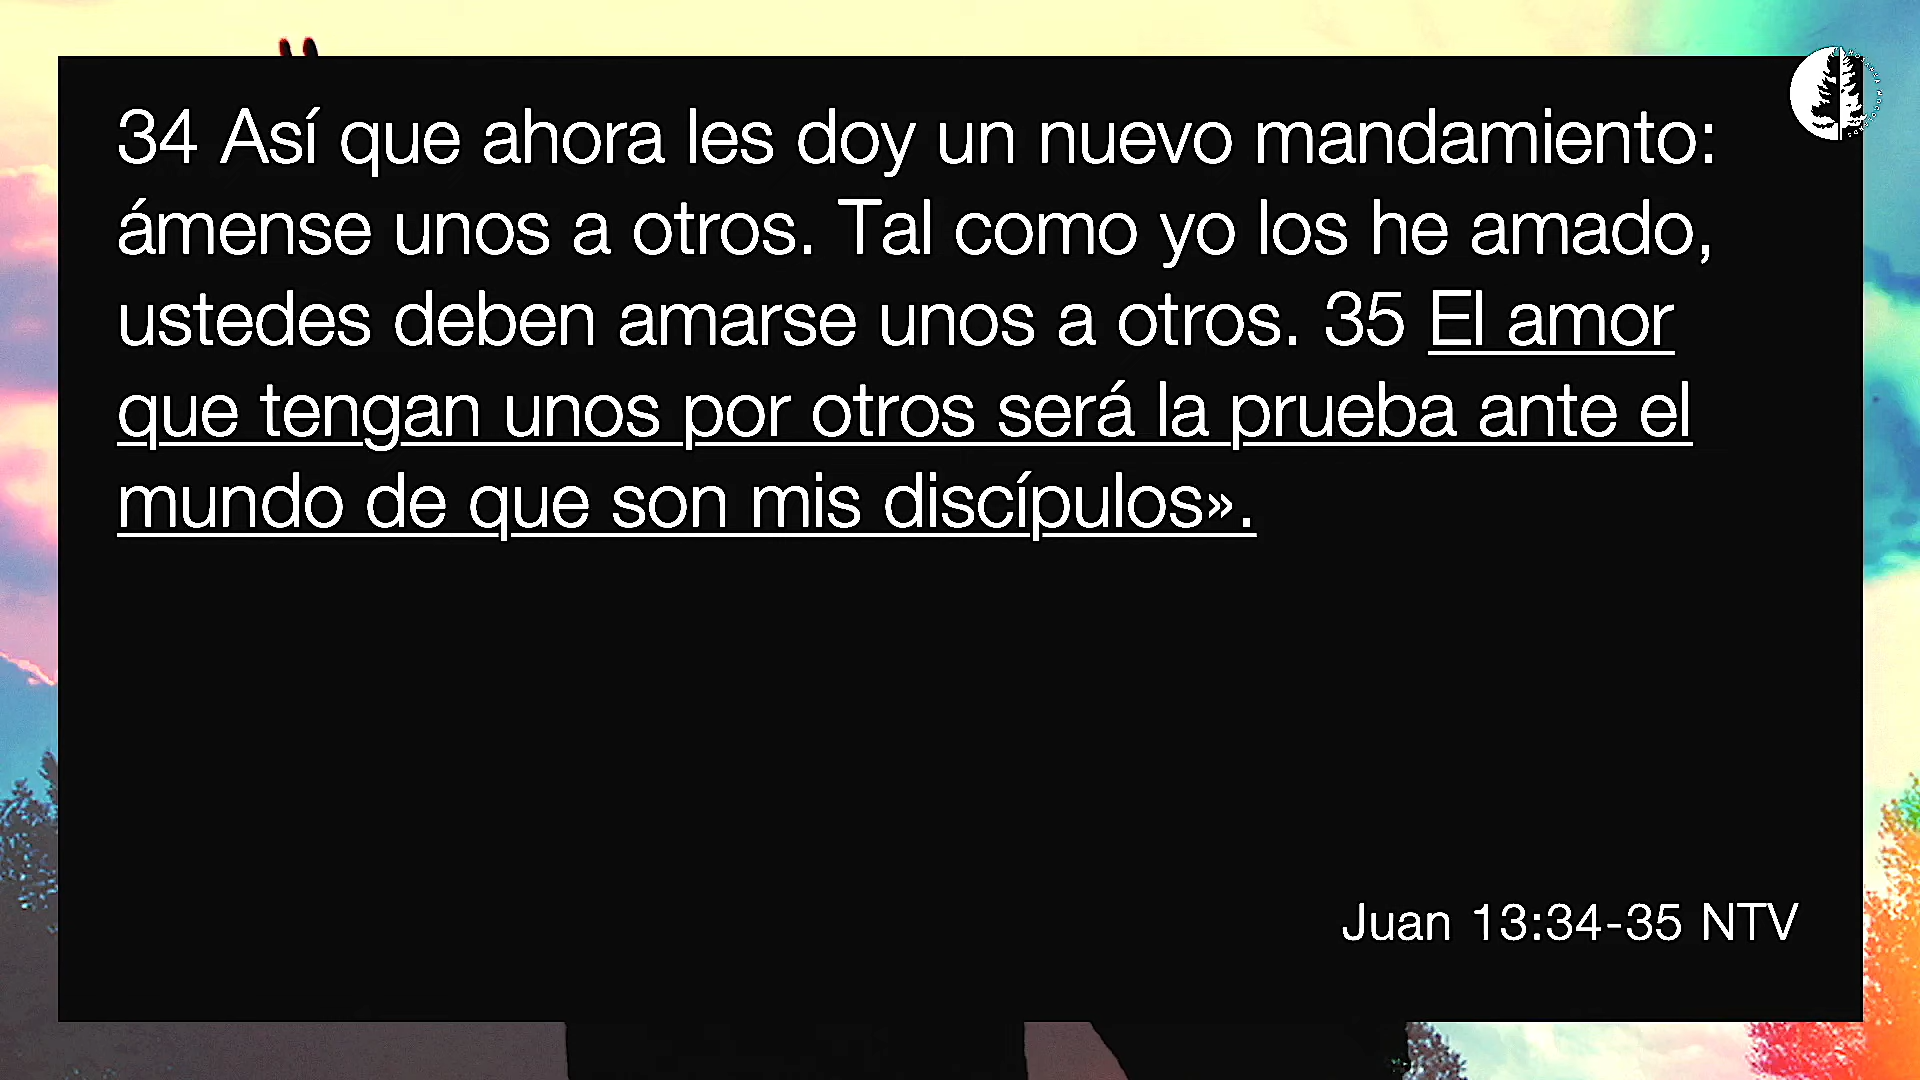 34 Así que ahora les doy un nuevo mandamiento:
ámense unos a otros. Tal como yo los he amado,
ustedes deben amarse unos a otros. 35 El amor
que tengan unos por otros será la prueba ante el
mundo de que son mis discípulos».
Juan 13:34-35 NTV